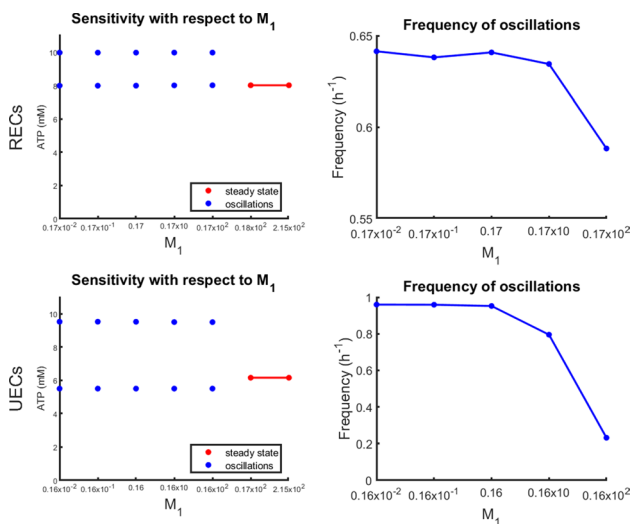 Sensitivity with respect to M₁
RECs
ATP (mM)
10
8
6
4
2
0
steady state
oscillations
0.17x10⁻² 0.17x10⁻¹ 0.17 0.17x10 0.17x10² 0.18x10² 2.15x10²
M₁
Frequency of oscillations
Frequency (h⁻¹)
0.65
0.6
0.55
0.17x10⁻² 0.17x10⁻¹ 0.17 0.17x10 0.17x10²
M₁
Sensitivity with respect to M₁
UECs
ATP (mM)
10
8
6
4
2
0
steady state
oscillations
0.16x10⁻² 0.16x10⁻¹ 0.16 0.16x10 0.16x10² 0.17x10² 2.15x10²
M₁
Frequency of oscillations
Frequency (h⁻¹)
1
0.8
0.6
0.4
0.2
0
0.16x10⁻² 0.16x10⁻¹ 0.16 0.16x10 0.16x10²
M₁